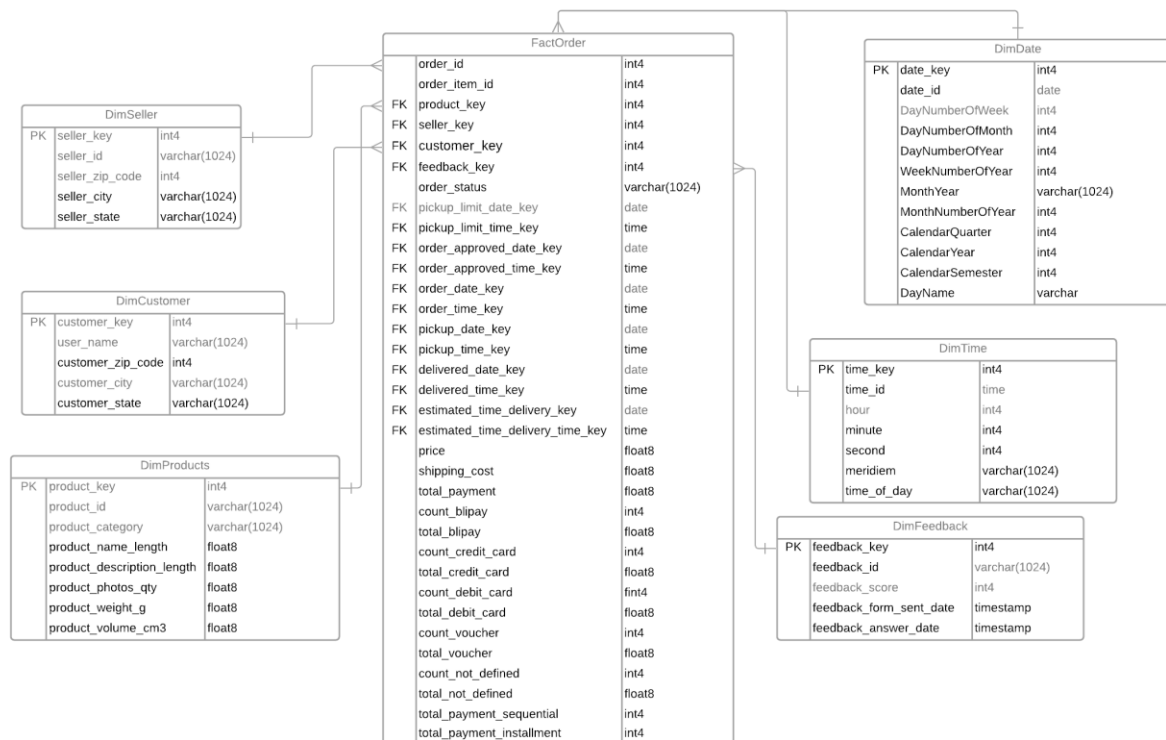 FactOrder
order_id int4
order_item_id int4
FK product_key int4
FK seller_key int4
FK customer_key int4
FK feedback_key int4
order_status varchar(1024)
FK pickup_limit_date_key date
FK pickup_limit_time_key time
FK order_approved_date_key date
FK order_approved_time_key time
FK order_date_key date
FK order_time_key time
FK pickup_date_key date
FK pickup_time_key time
FK delivered_date_key date
FK delivered_time_key time
FK estimated_time_delivery_key date
FK estimated_time_delivery_time_key time
price float8
shipping_cost float8
total_payment float8
count_blipay int4
total_blipay float8
count_credit_card int4
total_credit_card float8
count_debit_card fint4
total_debit_card float8
count_voucher int4
total_voucher float8
count_not_defined int4
total_not_defined float8
total_payment_sequential int4
total_payment_installment int4
DimSeller
PK seller_key int4
seller_id varchar(1024)
seller_zip_code int4
seller_city varchar(1024)
seller_state varchar(1024)
DimCustomer
PK customer_key int4
user_name varchar(1024)
customer_zip_code int4
customer_city varchar(1024)
customer_state varchar(1024)
DimProducts
PK product_key int4
product_id varchar(1024)
product_category varchar(1024)
product_name_length float8
product_description_length float8
product_photos_qty float8
product_weight_g float8
product_volume_cm3 float8
DimDate
PK date_key int4
date_id date
DayNumberOfWeek int4
DayNumberOfMonth int4
DayNumberOfYear int4
WeekNumberOfYear int4
MonthYear varchar(1024)
MonthNumberOfYear int4
CalendarQuarter int4
CalendarYear int4
CalendarSemester int4
DayName varchar
DimTime
PK time_key int4
time_id time
hour int4
minute int4
second int4
meridiem varchar(1024)
time_of_day varchar(1024)
DimFeedback
PK feedback_key int4
feedback_id varchar(1024)
feedback_score int4
feedback_form_sent_date timestamp
feedback_answer_date timestamp